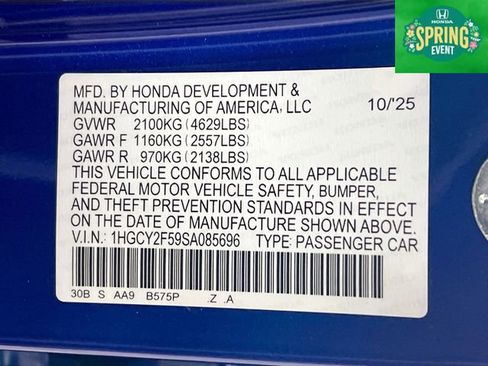 HONDA
SPRING
EVENT
MFD. BY HONDA DEVELOPMENT &
MANUFACTURING OF AMERICA, LLC 10/25
GVWR 2100KG (4629LBS)
GAWR F 1160KG (2557LBS)
GAWR R 970KG (2138LBS)
THIS VEHICLE CONFORMS TO ALL APPLICABLE
FEDERAL MOTOR VEHICLE SAFETY, BUMPER,
AND THEFT PREVENTION STANDARDS IN EFFECT
ON THE DATE OF MANUFACTURE SHOWN ABOVE.
V.I.N.: 1HGCY2F59SA085696 TYPE: PASSENGER CAR
30B S AA9 B575P .Z .A